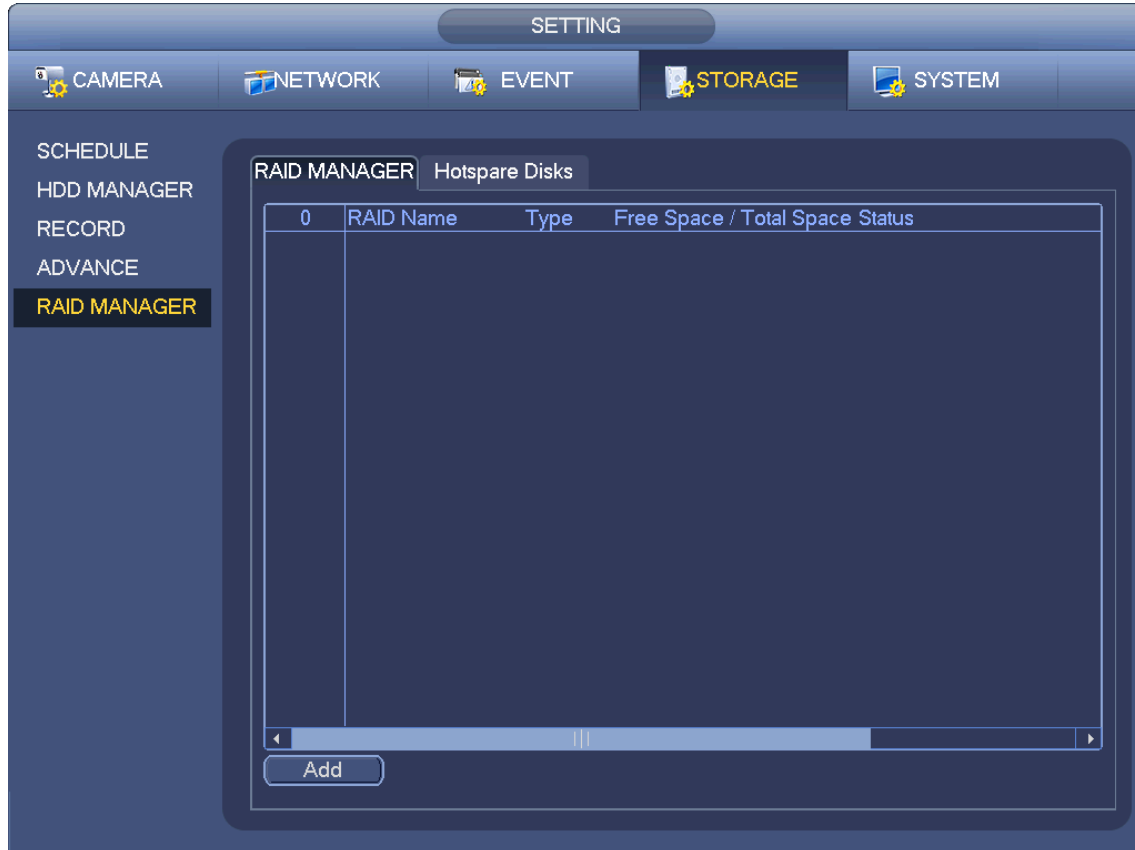 SETTING
CAMERA NETWORK EVENT STORAGE SYSTEM
SCHEDULE
HDD MANAGER
RECORD
ADVANCE
RAID MANAGER
RAID MANAGER Hotspare Disks
0 RAID Name Type Free Space / Total Space Status
Add